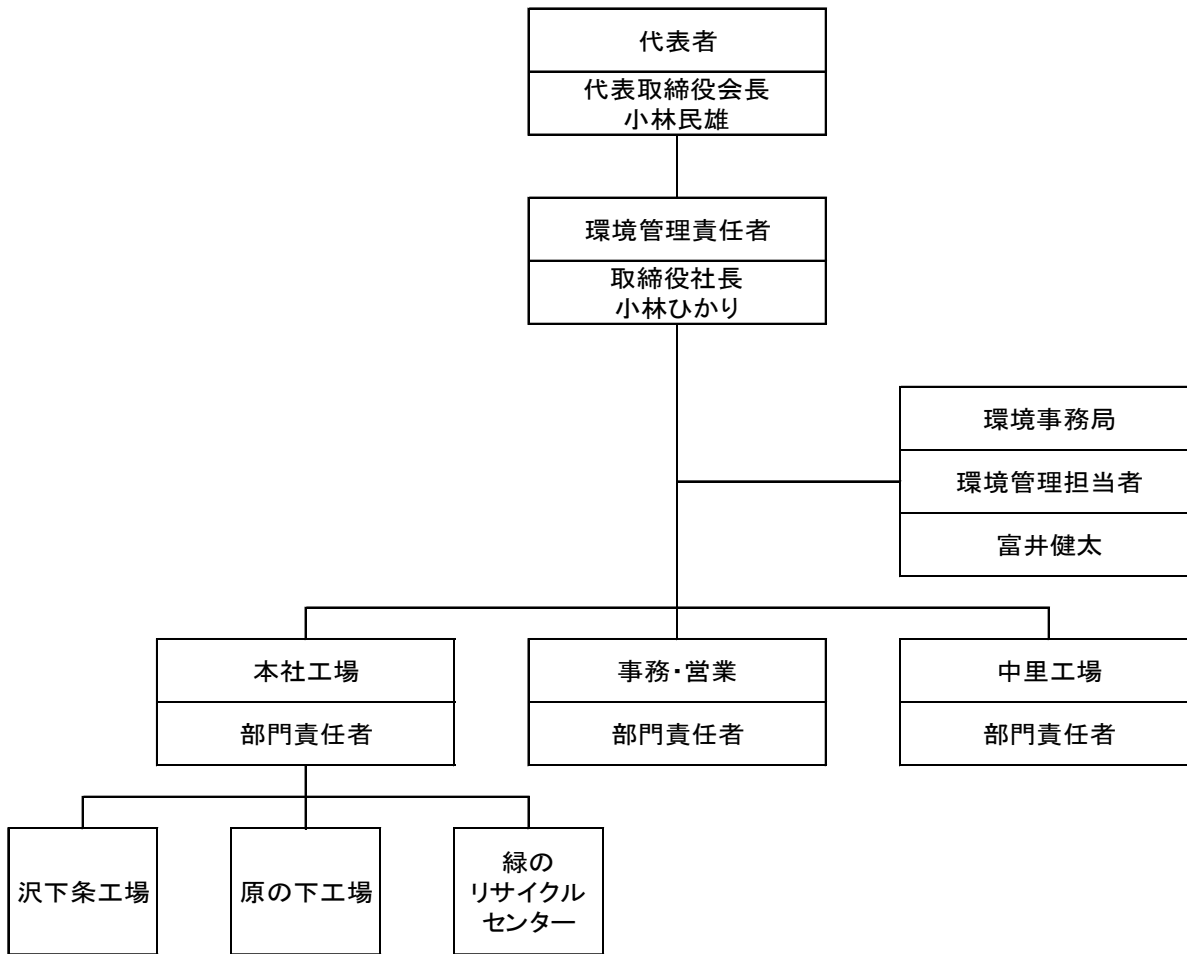 代表者
代表取締役会長
小林民雄
環境管理責任者
取締役社長
小林ひかり
環境事務局
環境管理担当者
富井健太
本社工場
部門責任者
事務・営業
部門責任者
中里工場
部門責任者
沢下条工場
原の下工場
緑の
リサイクル
センター